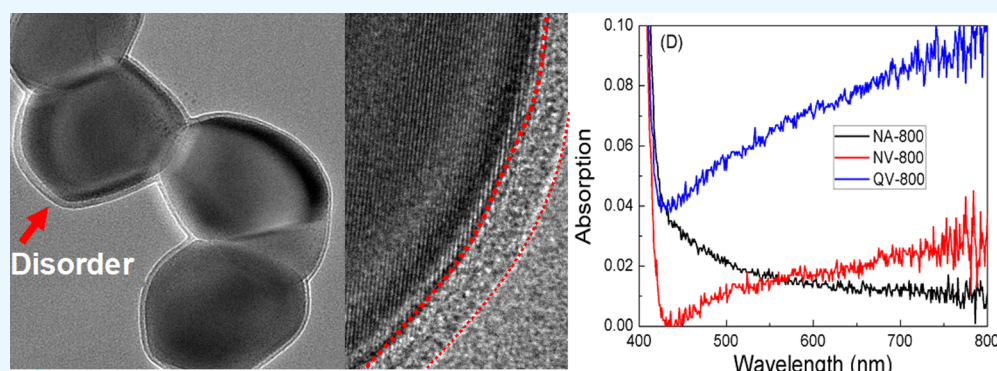 Disorder
(D)
NA-800
NV-800
QV-800
Absorption
0.10
0.08
0.06
0.04
0.02
0.00
400 500 600 700 800
Wavelength (nm)